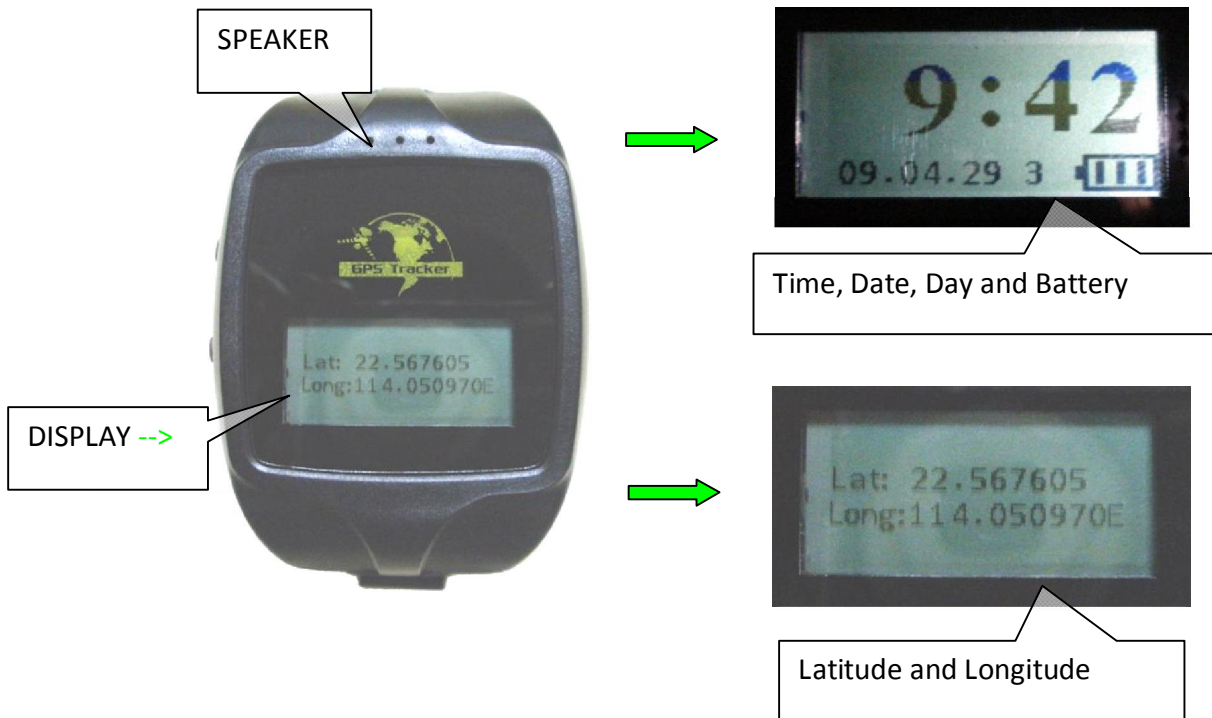 SPEAKER
9:42
09.04.29 3
Time, Date, Day and Battery
GPS Tracker
Lat: 22.567605
Long:114.050970E
DISPLAY -->
Lat: 22.567605
Long:114.050970E
Latitude and Longitude